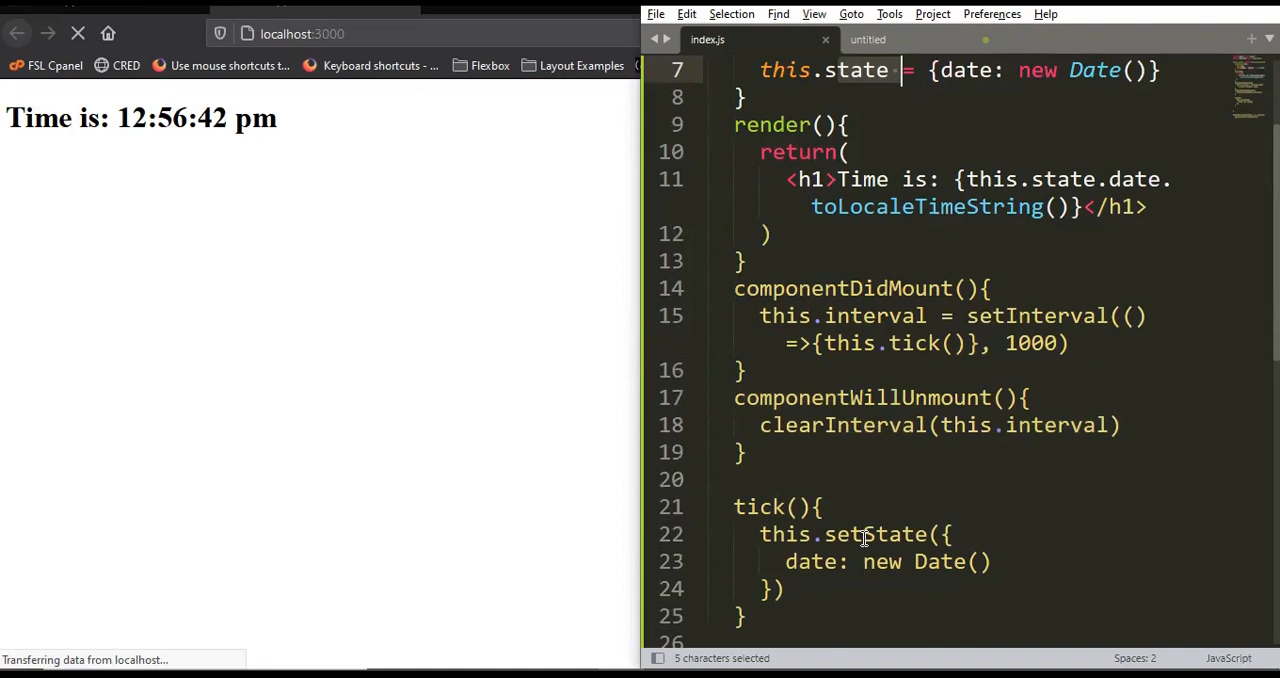 File Edit Selection Find View Goto Tools Project Preferences Help
localhost:3000
index.js
untitled
FSL Cpanel CRED Use mouse shortcuts t... Keyboard shortcuts - ... Flexbox Layout Examples
Time is: 12:56:42 pm
7 this.state = {date: new Date()}
8 }
9 render(){
10 return(
11 <h1>Time is: {this.state.date.
toLocaleTimeString()}</h1>
12 )
13 }
14 componentDidMount(){
15 this.interval = setInterval(()
=>{this.tick()}, 1000)
16 }
17 componentWillUnmount(){
18 clearInterval(this.interval)
19 }
20
21 tick(){
22 this.setState({
23 date: new Date()
24 })
25 }
26
Transferring data from localhost...
5 characters selected
Spaces: 2
JavaScript